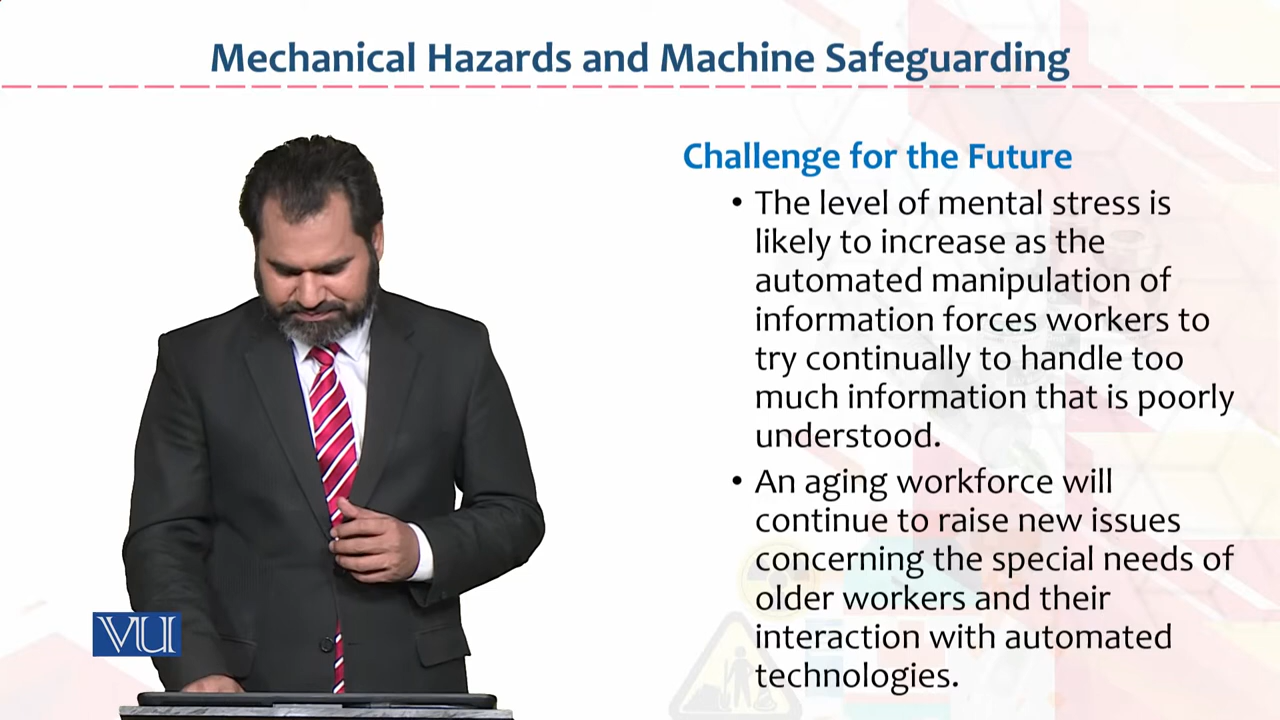 Mechanical Hazards and Machine Safeguarding
Challenge for the Future
• The level of mental stress is
likely to increase as the
automated manipulation of
information forces workers to
try continually to handle too
much information that is poorly
understood.
• An aging workforce will
continue to raise new issues
concerning the special needs of
older workers and their
interaction with automated
technologies.
VU